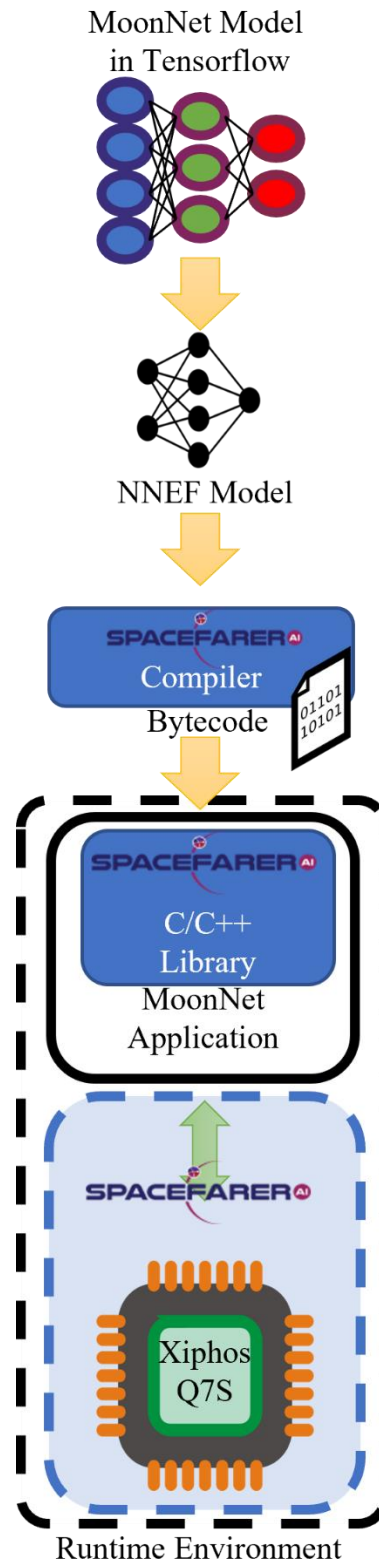 MoonNet Model
in Tensorflow
NNEF Model
SPACEFARER AI
Compiler
01101
10101
Bytecode
SPACEFARER AI
C/C++
Library
MoonNet
Application
SPACEFARER AI
Xiphos
Q7S
Runtime Environment